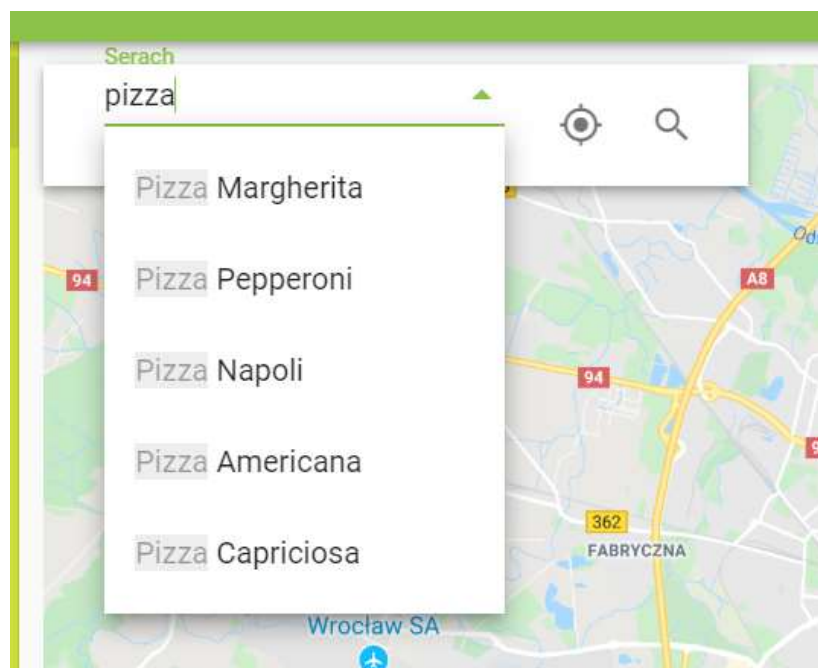 Serach
pizza
Pizza Margherita
Pizza Pepperoni
Pizza Napoli
Pizza Americana
Pizza Capriciosa
94
A8
94
362
FABRYCZNA
Wrocław SA